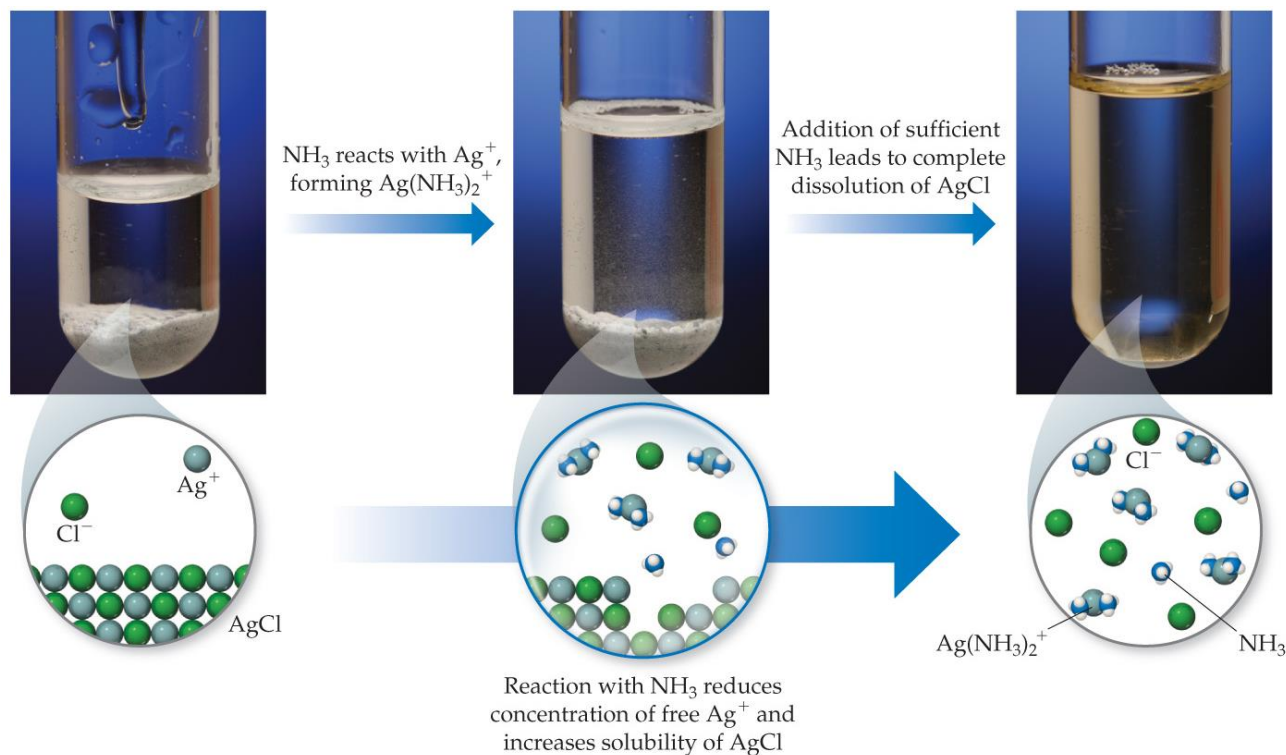 NH₃ reacts with Ag⁺,
forming Ag(NH₃)₂⁺
Addition of sufficient
NH₃ leads to complete
dissolution of AgCl
Ag⁺
Cl⁻
AgCl
Cl⁻
Ag(NH₃)₂⁺
NH₃
Reaction with NH₃ reduces
concentration of free Ag⁺ and
increases solubility of AgCl